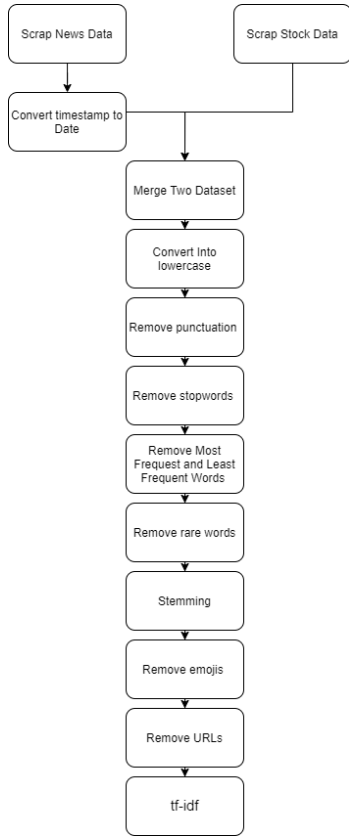 Scrap News Data
Scrap Stock Data
Convert timestamp to
Date
Merge Two Dataset
Convert Into
lowercase
Remove punctuation
Remove stopwords
Remove Most
Frequest and Least
Frequent Words
Remove rare words
Stemming
Remove emojis
Remove URLs
tf-idf